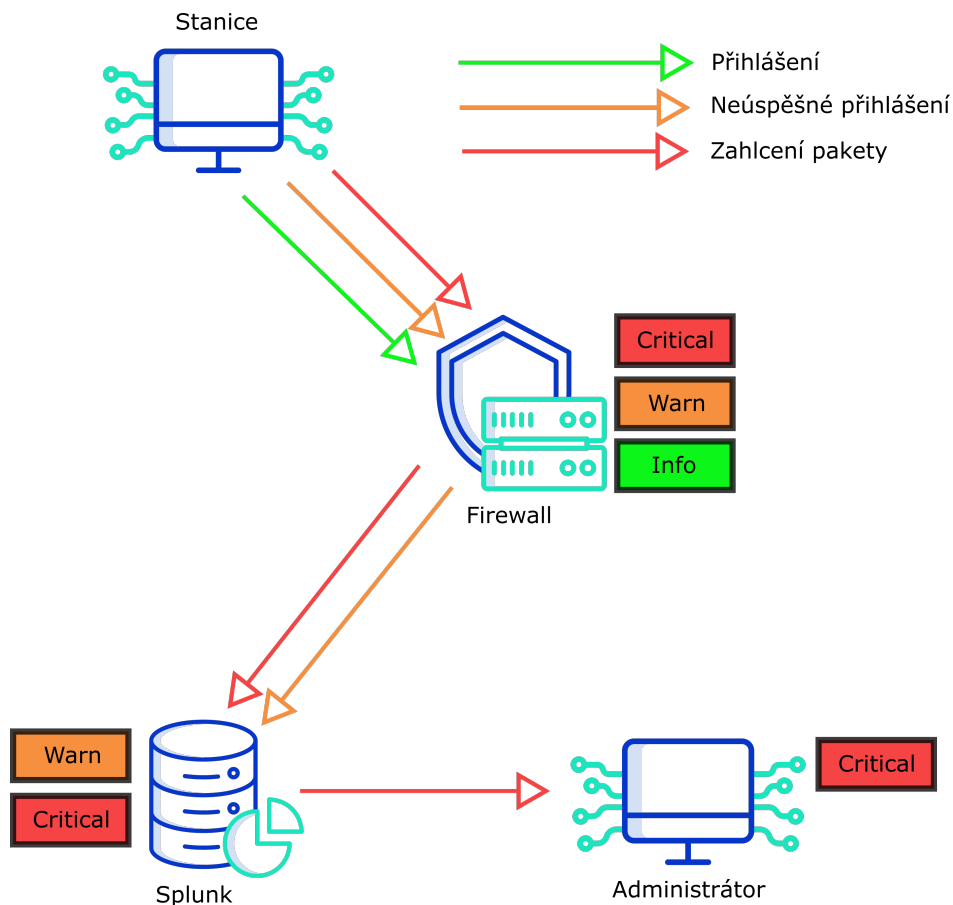 Stanice
Přihlášení
Neúspěšné přihlášení
Zahlcení pakety
Critical
Warn
Info
Firewall
Warn
Critical
Splunk
Critical
Administrátor